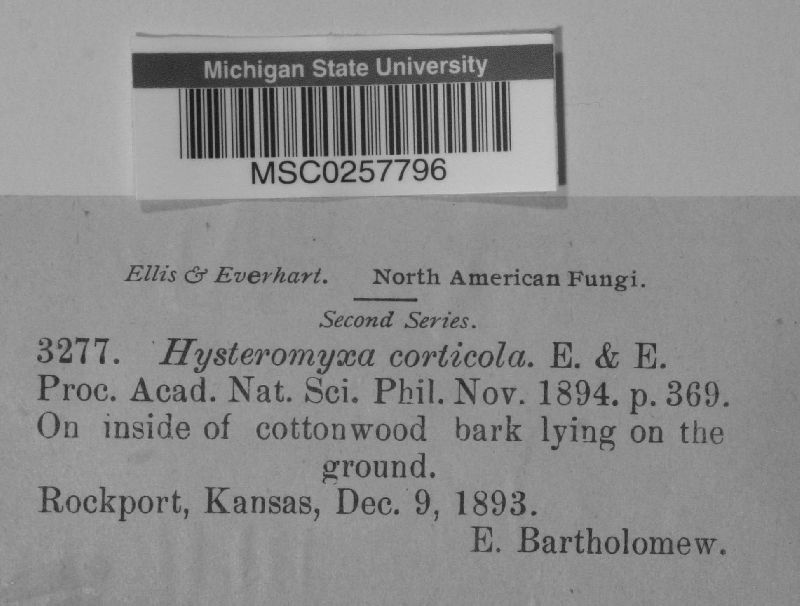 Michigan State University
MSC0257796
Ellis & Everhart. North American Fungi.
Second Series.
3277. Hysteromyxa corticola. E. & E.
Proc. Acad. Nat. Sci. Phil. Nov. 1894. p. 369.
On inside of cottonwood bark lying on the
ground.
Rockport, Kansas, Dec. 9, 1893.
E. Bartholomew.